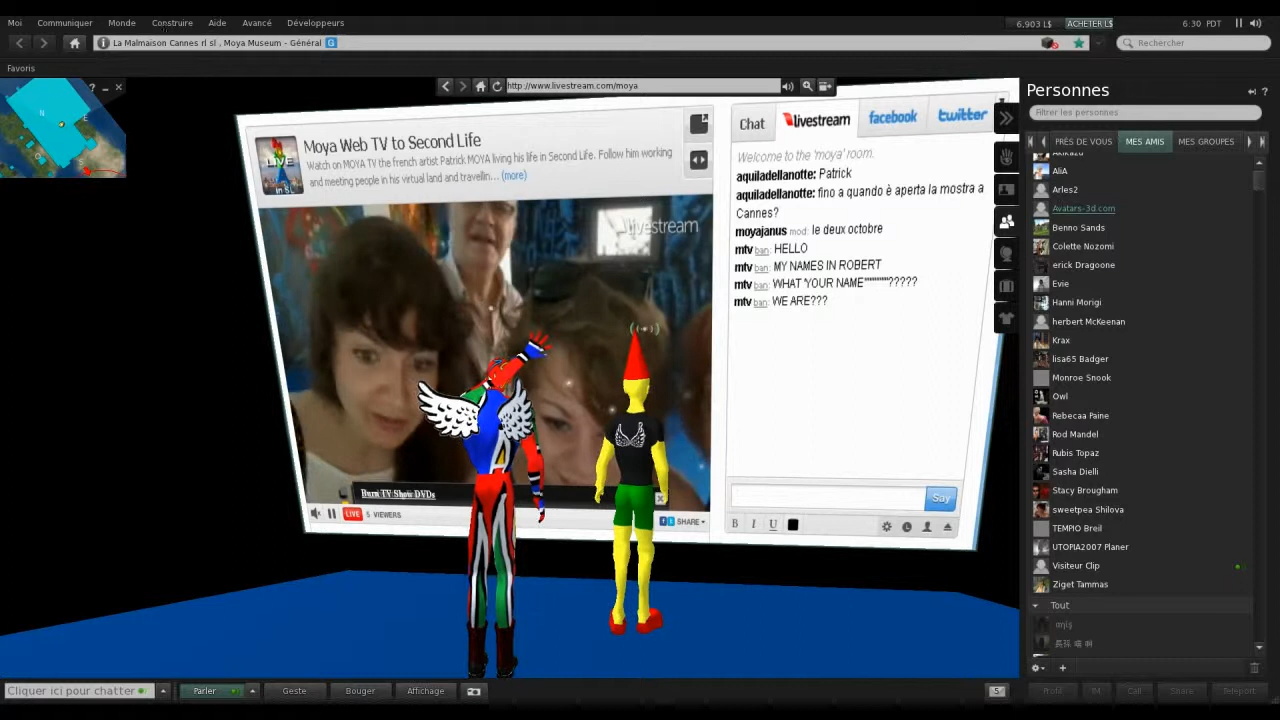 Moi Communiquer Monde Construire Aide Avancé Développeurs
6,903 L$ ACHETER L$ 6:30 PDT
La Malmaison Cannes rl sl , Moya Museum - Général G
Rechercher
Favoris
http://www.livestream.com/moya
N
E
Moya Web TV to Second Life
Watch on MOYA TV the french artist Patrick MOYA living his life in Second Life. Follow him working
and meeting people in his virtual land and travellin... (more)
LIVE
in SL
livestream
Burn TV Show DVDs
LIVE 5 VIEWERS
SHARE
A
Chat livestream facebook twitter
Welcome to the 'moya' room.
aquiladellanotte: Patrick
aquiladellanotte: fino a quando è aperta la mostra a
Cannes?
moyajanus mod: le deux octobre
mtv ban: HELLO
mtv ban: MY NAMES IN ROBERT
mtv ban: WHAT 'YOUR NAME"""""""?????
mtv ban: WE ARE???
Say
B I U
Personnes
Filtrer les personnes
PRÈS DE VOUS MES AMIS MES GROUPES
AliA
Arles2
Avatars-3d.com
Benno Sands
Colette Nozomi
erick Dragoone
Evie
Hanni Morigi
herbert McKeenan
Krax
lisa65 Badger
Monroe Snook
Owl
Rebecaa Paine
Rod Mandel
Rubis Topaz
Sasha Dielli
Stacy Brougham
sweetpea Shilova
TEMPIO Breil
UTOPIA2007 Planer
Visiteur Clip
Ziget Tammas
Tout
Cliquer ici pour chatter Parler Geste Bouger Affichage
5
Profil IM Call Share Teleport